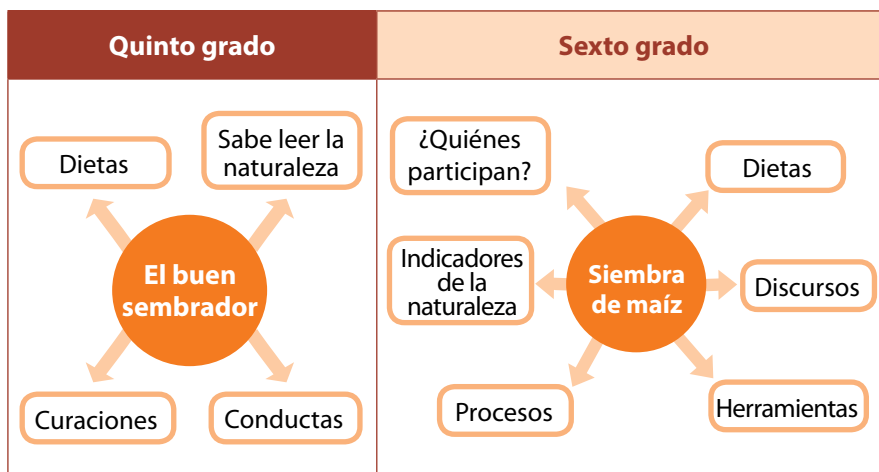 Quinto grado
Sexto grado
Dietas
Sabe leer la
naturaleza
El buen
sembrador
Curaciones
Conductas
¿Quiénes
participan?
Dietas
Indicadores
de la
naturaleza
Siembra
de maíz
Discursos
Procesos
Herramientas